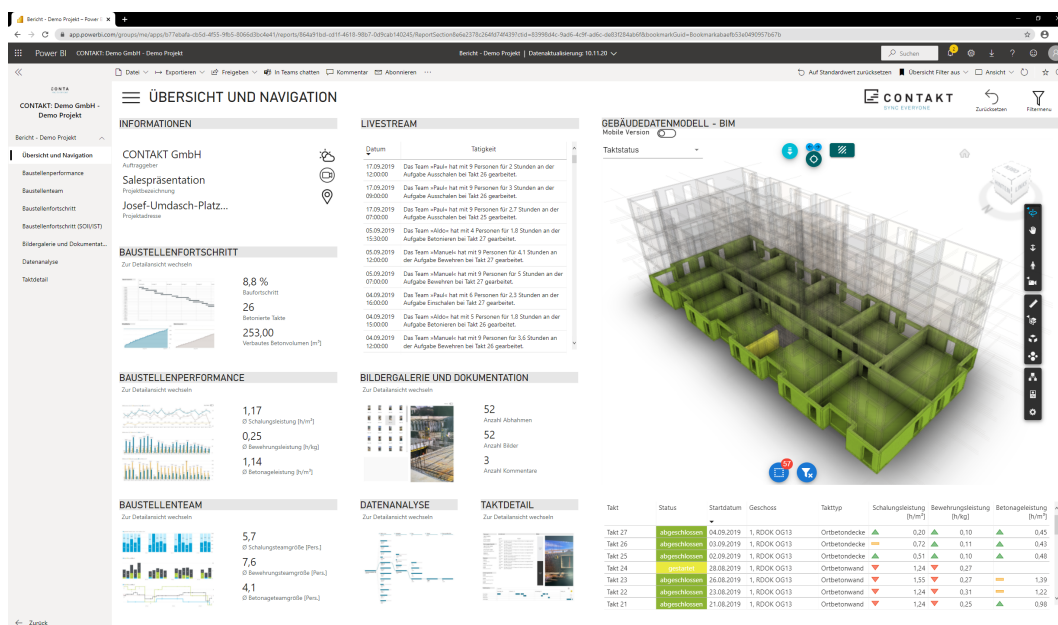 Bericht - Demo Projekt – Power B
app.powerbi.com/groups/me/apps/b77ebafa-cb5d-4f55-9fb5-8066d3bc4e41/reports/864a91bd-cd1f-4618-98b7-0d9cab140245/ReportSection8e6e2378c264fd74f439?ctid=83998d4c-9ad6-4c9f-ad6c-de83f284ab6f&bookmarkGuid=Bookmarkabaefb53e0490957b67b
Power BI CONTAKT: Demo GmbH - Demo Projekt
Bericht - Demo Projekt | Datenaktualisierung: 10.11.20
Suchen
2
Datei Exportieren Freigeben In Teams chatten Kommentar Abonnieren
Auf Standardwert zurücksetzen Übersicht Filter aus Ansicht
CONTA
CONTAKT: Demo GmbH -
Demo Projekt
Bericht - Demo Projekt
Übersicht und Navigation
Baustellenperformance
Baustellenteam
Baustellenfortschritt
Baustellenfortschritt (SOll/IST)
Bildergalerie und Dokumentat...
Datenanalyse
Taktdetail
Zurück
ÜBERSICHT UND NAVIGATION
CONTAKT
SYNC EVERYONE
Zurücksetzen
Filtermenu
INFORMATIONEN
CONTAKT GmbH
Auftraggeber
Salespräsentation
Projektbezeichnung
Josef-Umdasch-Platz...
Projektadresse
BAUSTELLENFORTSCHRITT
Zur Detailansicht wechseln
8,8 %
Baufortschritt
26
Betonierte Takte
253,00
Verbautes Betonvolumen [m³]
BAUSTELLENPERFORMANCE
Zur Detailansicht wechseln
1,17
Ø Schalungsleistung [h/m²]
0,25
Ø Bewehrungsleistung [h/kg]
1,14
Ø Betonageleistung [h/m³]
BAUSTELLENTEAM
Zur Detailansicht wechseln
5,7
Ø Schalungsteamgröße [Pers.]
7,6
Ø Bewehrungsteamgröße [Pers.]
4,1
Ø Betonageteamgröße [Pers.]
LIVESTREAM
Datum Tätigkeit
17.09.2019 Das Team »Paul« hat mit 9 Personen für 2 Stunden an der
12:00:00 Aufgabe Ausschalen bei Takt 26 gearbeitet.
17.09.2019 Das Team »Paul« hat mit 9 Personen für 3 Stunden an der
09:00:00 Aufgabe Ausschalen bei Takt 26 gearbeitet.
17.09.2019 Das Team »Paul« hat mit 9 Personen für 2,7 Stunden an der
07:00:00 Aufgabe Ausschalen bei Takt 25 gearbeitet.
05.09.2019 Das Team »Aldo« hat mit 4 Personen für 1,8 Stunden an der
15:30:00 Aufgabe Betonieren bei Takt 27 gearbeitet.
05.09.2019 Das Team »Manuel« hat mit 9 Personen für 4,1 Stunden an
12:00:00 der Aufgabe Bewehren bei Takt 27 gearbeitet.
05.09.2019 Das Team »Manuel« hat mit 9 Personen für 5 Stunden an der
07:00:00 Aufgabe Bewehren bei Takt 27 gearbeitet.
04.09.2019 Das Team »Paul« hat mit 6 Personen für 2,3 Stunden an der
16:00:00 Aufgabe Einschalen bei Takt 27 gearbeitet.
04.09.2019 Das Team »Aldo« hat mit 5 Personen für 1,8 Stunden an der
15:00:00 Aufgabe Betonieren bei Takt 26 gearbeitet.
04.09.2019 Das Team »Manuel« hat mit 9 Personen für 3,6 Stunden an
12:00:00 der Aufgabe Bewehren bei Takt 26 gearbeitet.
BILDERGALERIE UND DOKUMENTATION
Zur Detailansicht wechseln
52
Anzahl Abnahmen
52
Anzahl Bilder
3
Anzahl Kommentare
DATENANALYSE
Zur Detailansicht wechseln
TAKTDETAIL
Zur Detailansicht wechseln
GEBÄUDEDATENMODELL - BIM
Mobile Version
Taktstatus
57
Takt Status Startdatum Geschoss Takttyp Schalungsleistung Bewehrungsleistung Betonageleistung
[h/m²] [h/kg] [h/m³]
Takt 27 abgeschlossen 04.09.2019 1, RDOK OG13 Ortbetondecke 0,20 0,10 0,45
Takt 26 abgeschlossen 03.09.2019 1, RDOK OG13 Ortbetondecke 0,72 0,11 0,43
Takt 25 abgeschlossen 02.09.2019 1, RDOK OG13 Ortbetondecke 0,51 0,10 0,48
Takt 24 gestartet 28.08.2019 1, RDOK OG13 Ortbetonwand 1,24 0,27
Takt 23 abgeschlossen 26.08.2019 1, RDOK OG13 Ortbetonwand 1,55 0,27 1,39
Takt 22 abgeschlossen 23.08.2019 1, RDOK OG13 Ortbetonwand 1,24 0,31 1,22
Takt 21 abgeschlossen 21.08.2019 1, RDOK OG13 Ortbetonwand 1,24 0,25 0,98